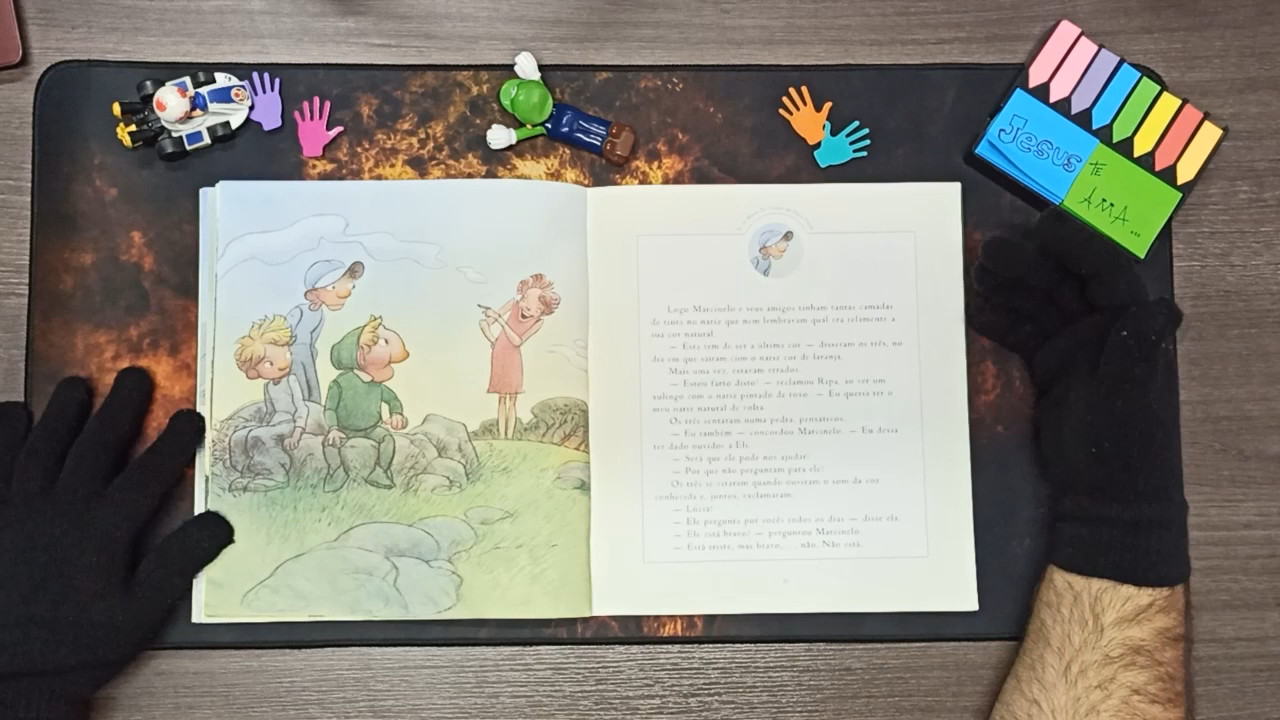 Jesus
TE
AMA...
Logo Marcinelo e seus amigos tinham tantas camadas
de tinta no nariz que nem lembravam qual era realmente a
sua cor natural.
— Esta tem de ser a última cor — disseram os três, no
dia em que saíram com o nariz cor de laranja.
Mais uma vez, estavam errados.
— Estou farto disto! — reclamou Ripa, ao ver um
xulingo com o nariz pintado de roxo. — Eu queria ter o
meu nariz natural de volta.
Os três sentaram numa pedra, pensativos.
— Eu também — concordou Marcinelo. — Eu devia
ter dado ouvidos a Eli.
— Será que ele pode nos ajudar?
— Por que não perguntam para ele?
Os três se viraram quando ouviram o som da voz
conhecida e, juntos, exclamaram:
— Lúcia!
— Ele pergunta por vocês todos os dias — disse ela.
— Ele está bravo? — perguntou Marcinelo.
— Está triste, mas bravo, . . . não. Não está.